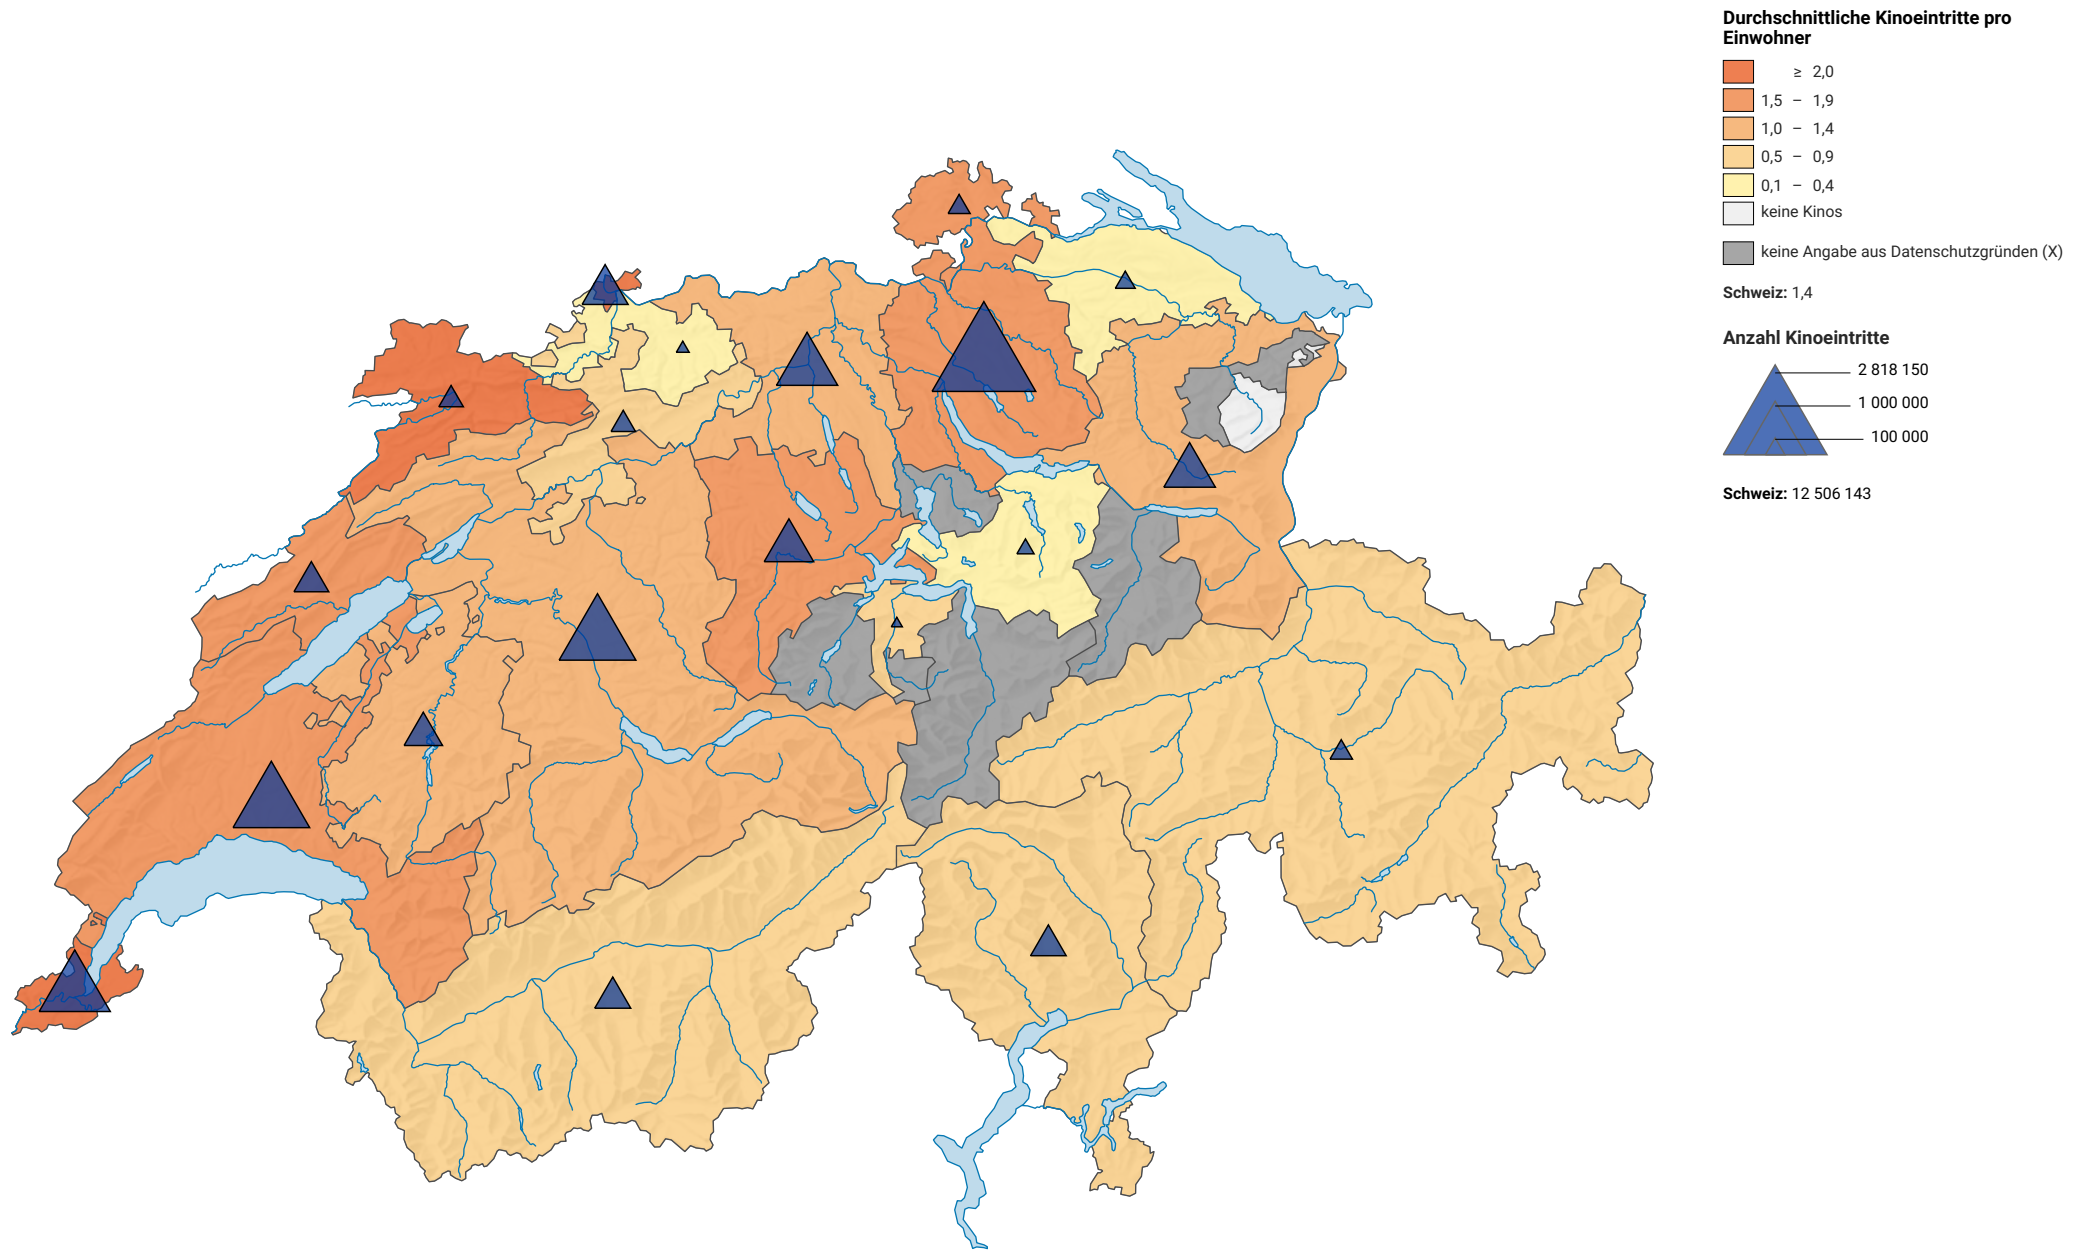 Durchschnittliche Kinoeintritte pro
Einwohner
≥ 2,0
1,5 – 1,9
1,0 – 1,4
0,5 – 0,9
0,1 – 0,4
keine Kinos
keine Angabe aus Datenschutzgründen (X)
Schweiz: 1,4
Anzahl Kinoeintritte
2 818 150
1 000 000
100 000
Schweiz: 12 506 143